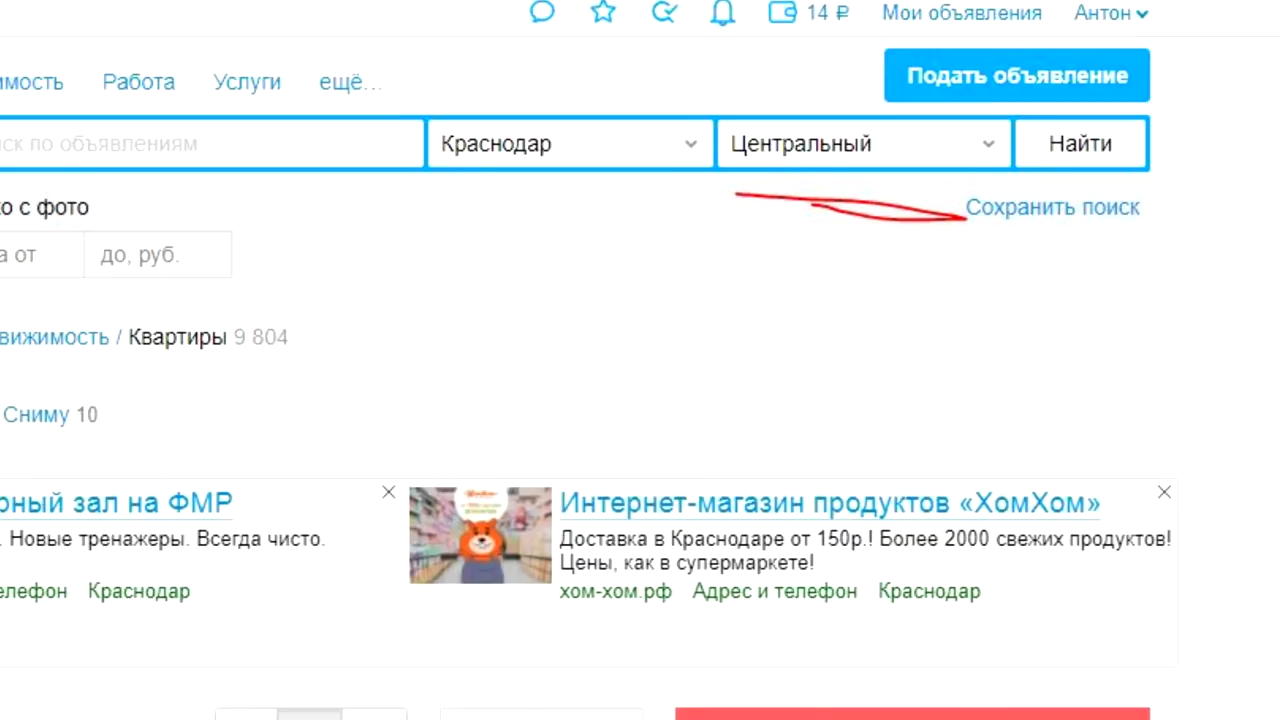 14 ₽ Мои объявления Антон
имость Работа Услуги ещё... Подать объявление
ск по объявлениям Краснодар Центральный Найти
ко с фото Сохранить поиск
а от до, руб.
вижимость / Квартиры 9 804
Сниму 10
рный зал на ФМР
. Новые тренажеры. Всегда чисто.
елефон Краснодар
Интернет-магазин продуктов «ХомХом»
Доставка в Краснодаре от 150р.! Более 2000 свежих продуктов!
Цены, как в супермаркете!
хом-хом.рф Адрес и телефон Краснодар